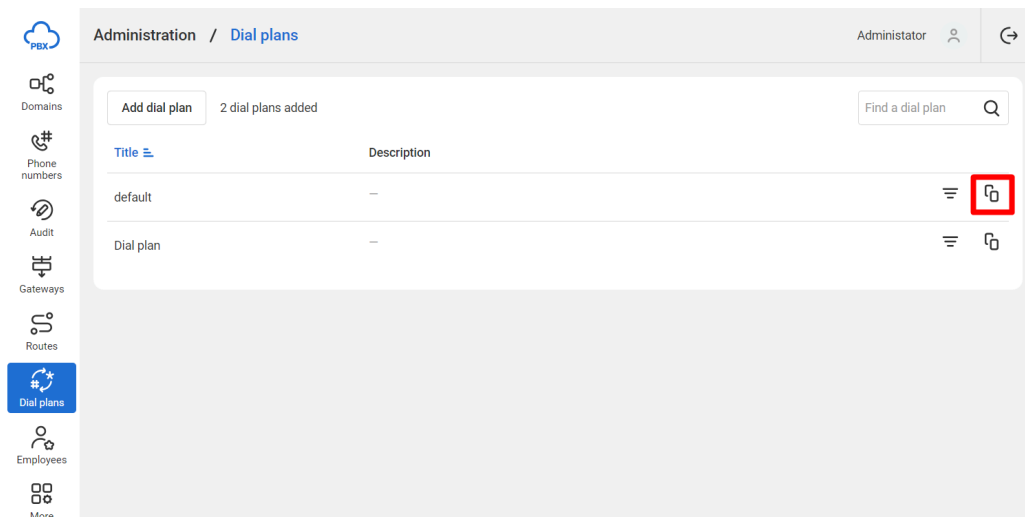 PBX
Administration / Dial plans
Administator
Domains
Phone
numbers
Audit
Gateways
Routes
Dial plans
Employees
More
Add dial plan
2 dial plans added
Find a dial plan
Title
Description
default
—
Dial plan
—